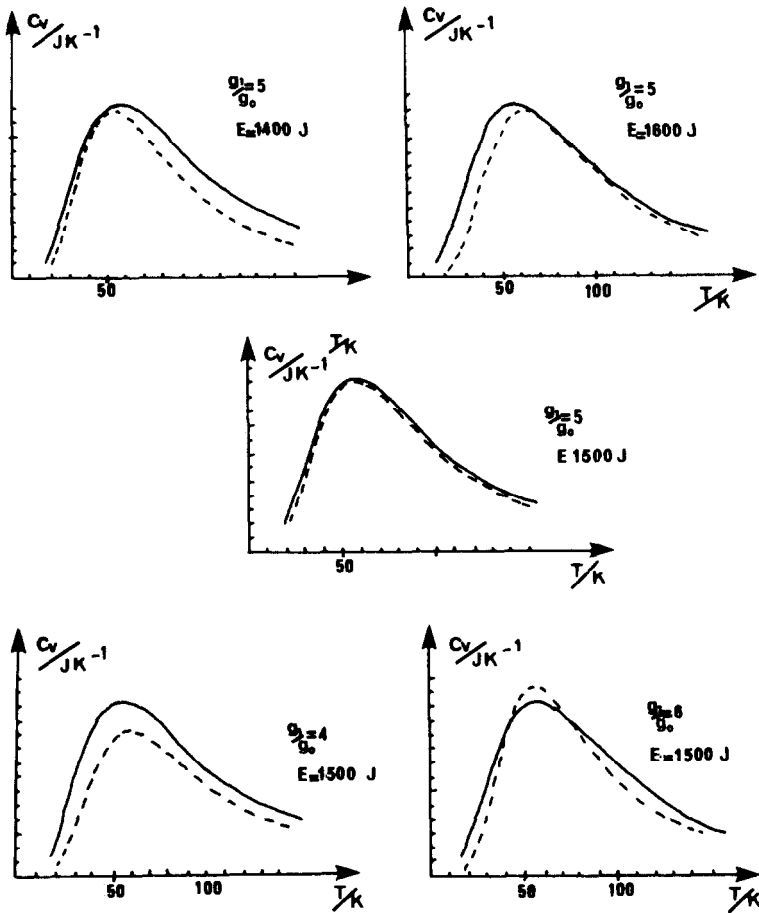 Cv/JK⁻¹
g₁/g₀=5
E=1400 J
50
T/K
Cv/JK⁻¹
g₁/g₀=5
E=1600 J
50 100
T/K
Cv/JK⁻¹
g₁/g₀=5
E 1500 J
50
T/K
Cv/JK⁻¹
g₁/g₀=4
E=1500 J
50 100
T/K
Cv/JK⁻¹
g₁/g₀=6
E=1500 J
50 100
T/K